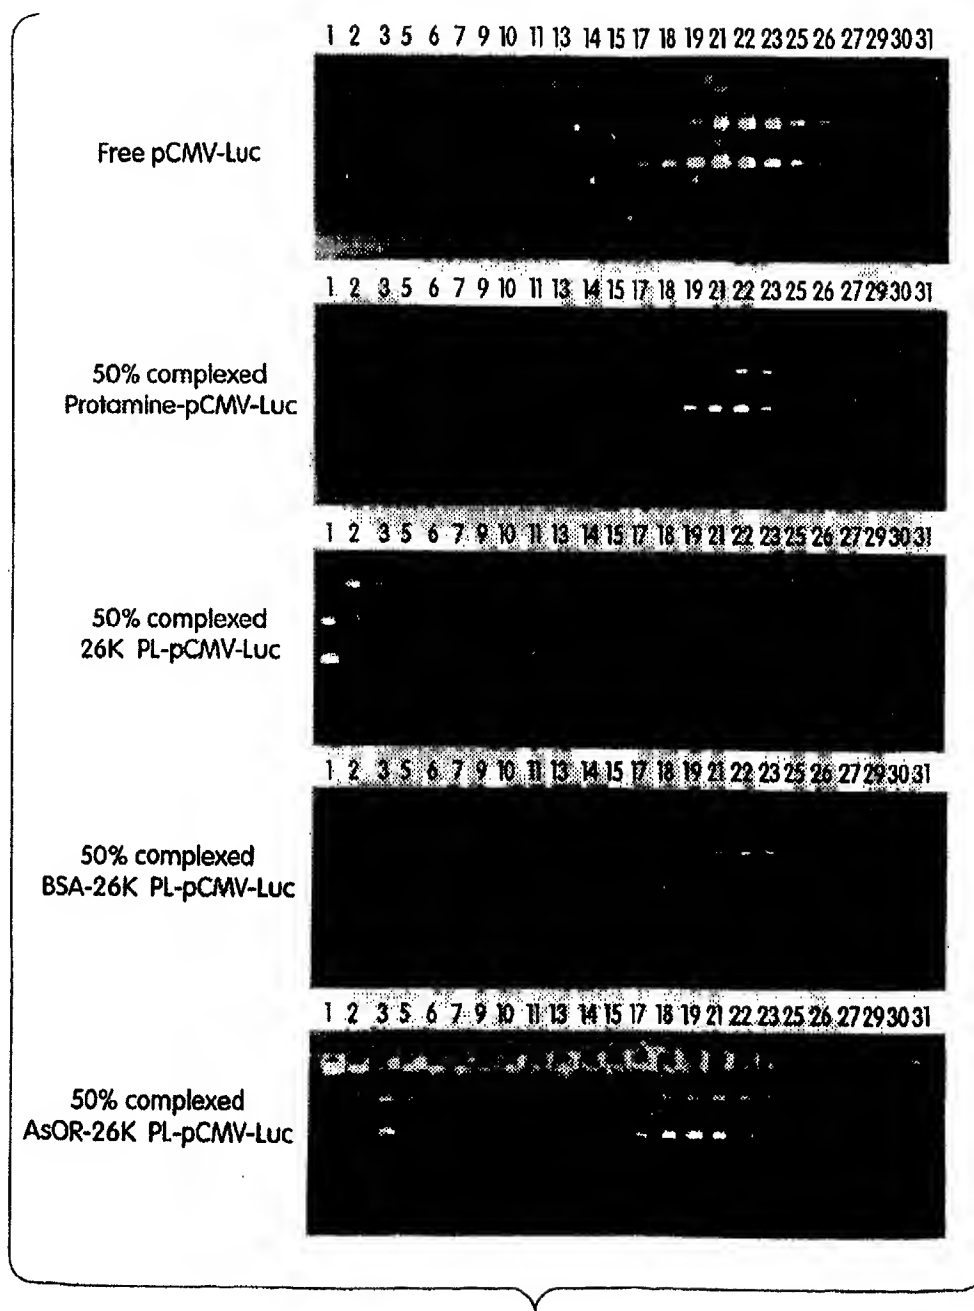 1 2 3 5 6 7 9 10 11 13 14 15 17 18 19 21 22 23 25 26 27 29 30 31
Free pCMV-Luc
1 2 3 5 6 7 9 10 11 13 14 15 17 18 19 21 22 23 25 26 27 29 30 31
50% complexed
Protamine-pCMV-Luc
1 2 3 5 6 7 9 10 11 13 14 15 17 18 19 21 22 23 25 26 27 29 30 31
50% complexed
26K PL-pCMV-Luc
1 2 3 5 6 7 9 10 11 13 14 15 17 18 19 21 22 23 25 26 27 29 30 31
50% complexed
BSA-26K PL-pCMV-Luc
1 2 3 5 6 7 9 10 11 13 14 15 17 18 19 21 22 23 25 26 27 29 30 31
50% complexed
AsOR-26K PL-pCMV-Luc